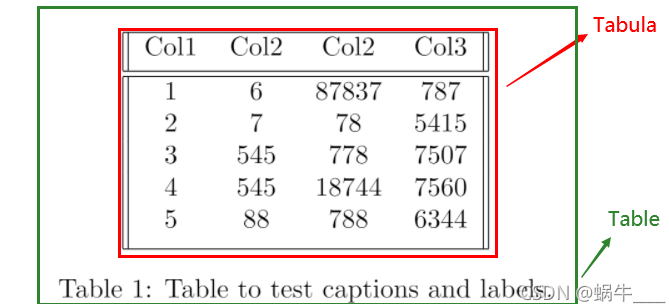 Tabula
Col1 Col2 Col2 Col3
1 6 87837 787
2 7 78 5415
3 545 778 7507
4 545 18744 7560
5 88 788 6344
Table
Table 1: Table to test captions and labels.
CSDN @蜗牛___